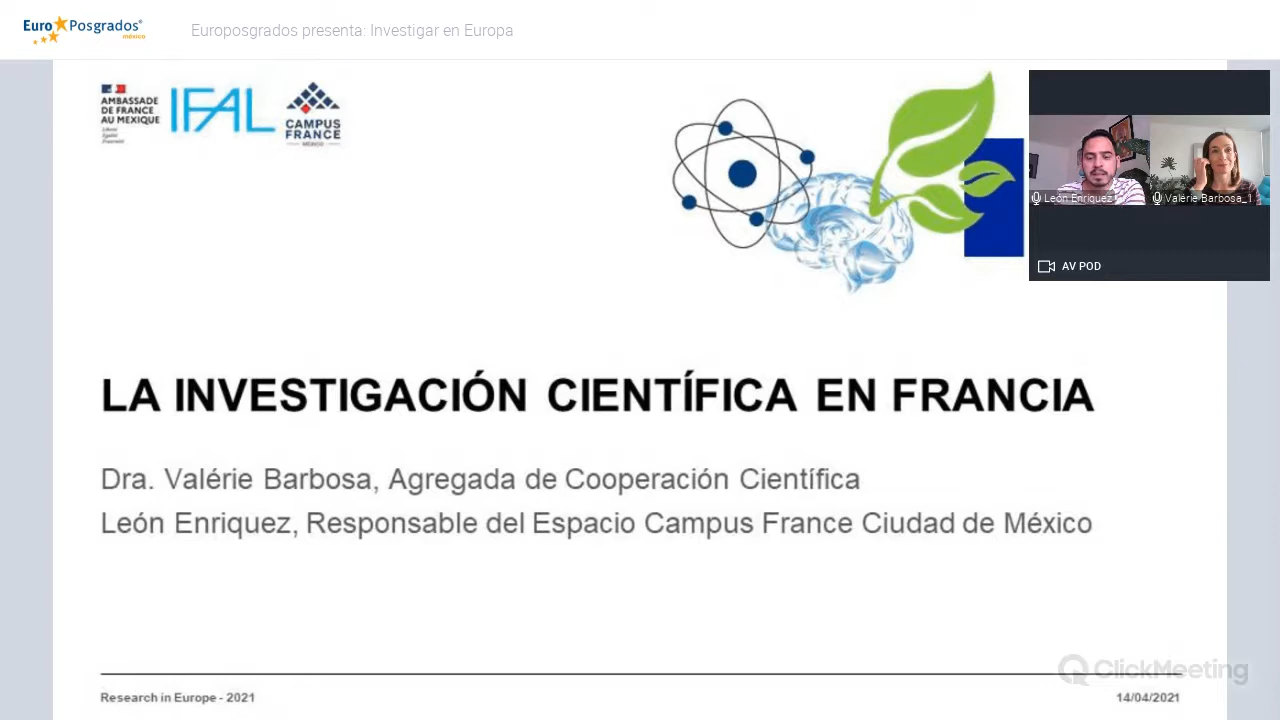 EuroPosgrados®
méxico
Europosgrados presenta: Investigar en Europa
AMBASSADE
DE FRANCE
AU MEXIQUE
Liberté
Égalité
Fraternité
IFAL
CAMPUS
FRANCE
MÉXICO
León Enriquez
Valérie Barbosa_1
AV POD
LA INVESTIGACIÓN CIENTÍFICA EN FRANCIA
Dra. Valérie Barbosa, Agregada de Cooperación Científica
León Enriquez, Responsable del Espacio Campus France Ciudad de México
ClickMeeting
Research in Europe - 2021
14/04/2021